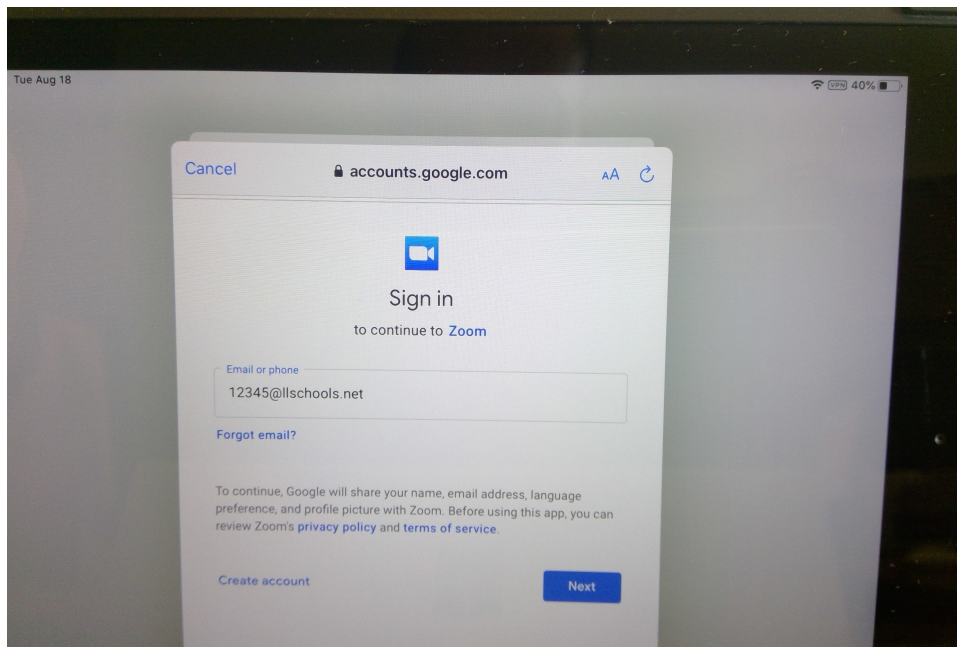 Tue Aug 18
VPN 40%
Cancel
accounts.google.com
AA
Sign in
to continue to Zoom
Email or phone
12345@llschools.net
Forgot email?
To continue, Google will share your name, email address, language
preference, and profile picture with Zoom. Before using this app, you can
review Zoom's privacy policy and terms of service.
Create account
Next